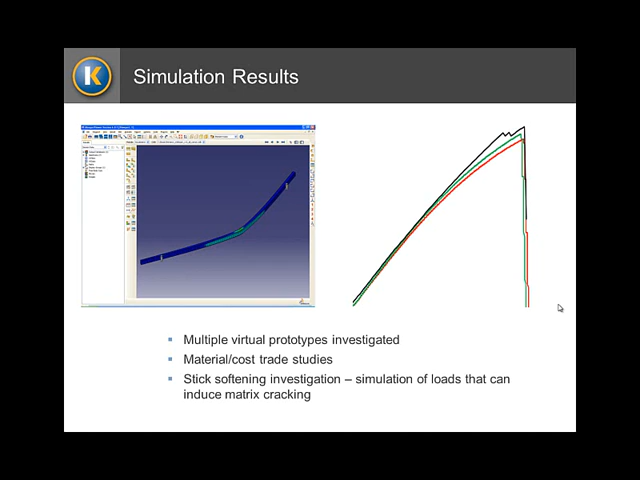 K
Simulation Results
Multiple virtual prototypes investigated
Material/cost trade studies
Stick softening investigation – simulation of loads that can
induce matrix cracking